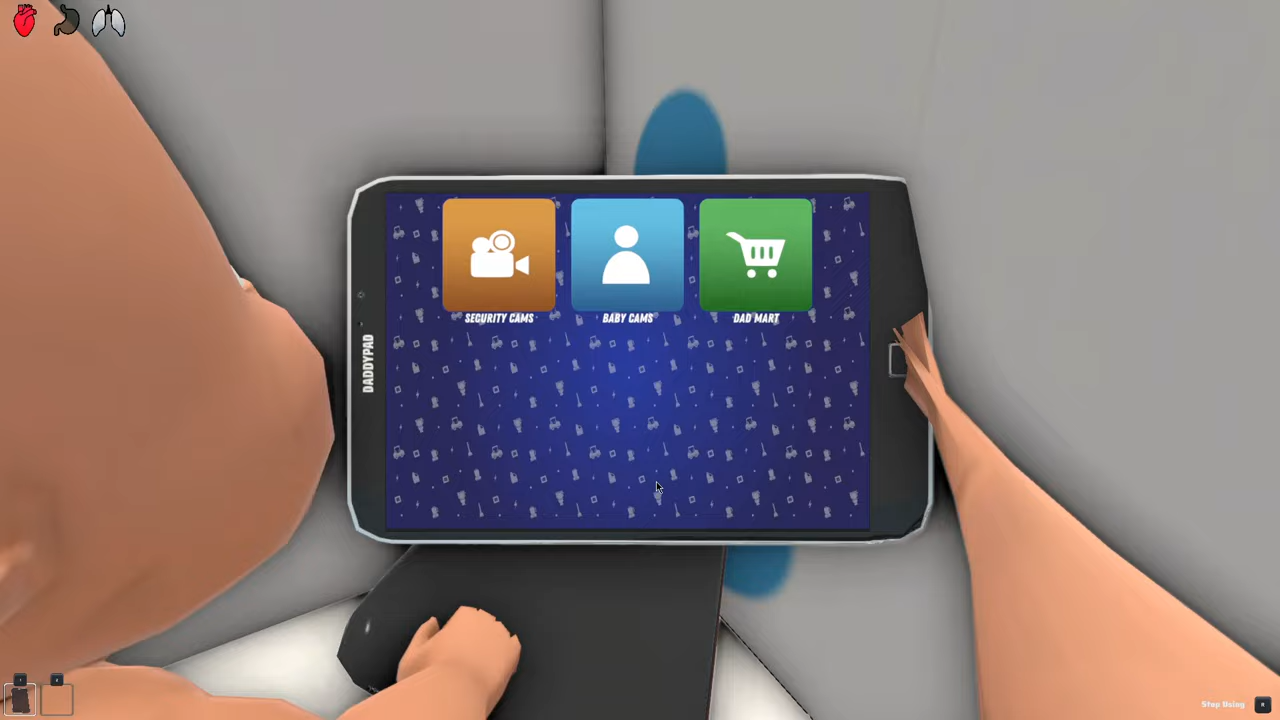 SECURITY CAMS
BABY CAMS
DAD MART
DADDYPAD
Stop Using